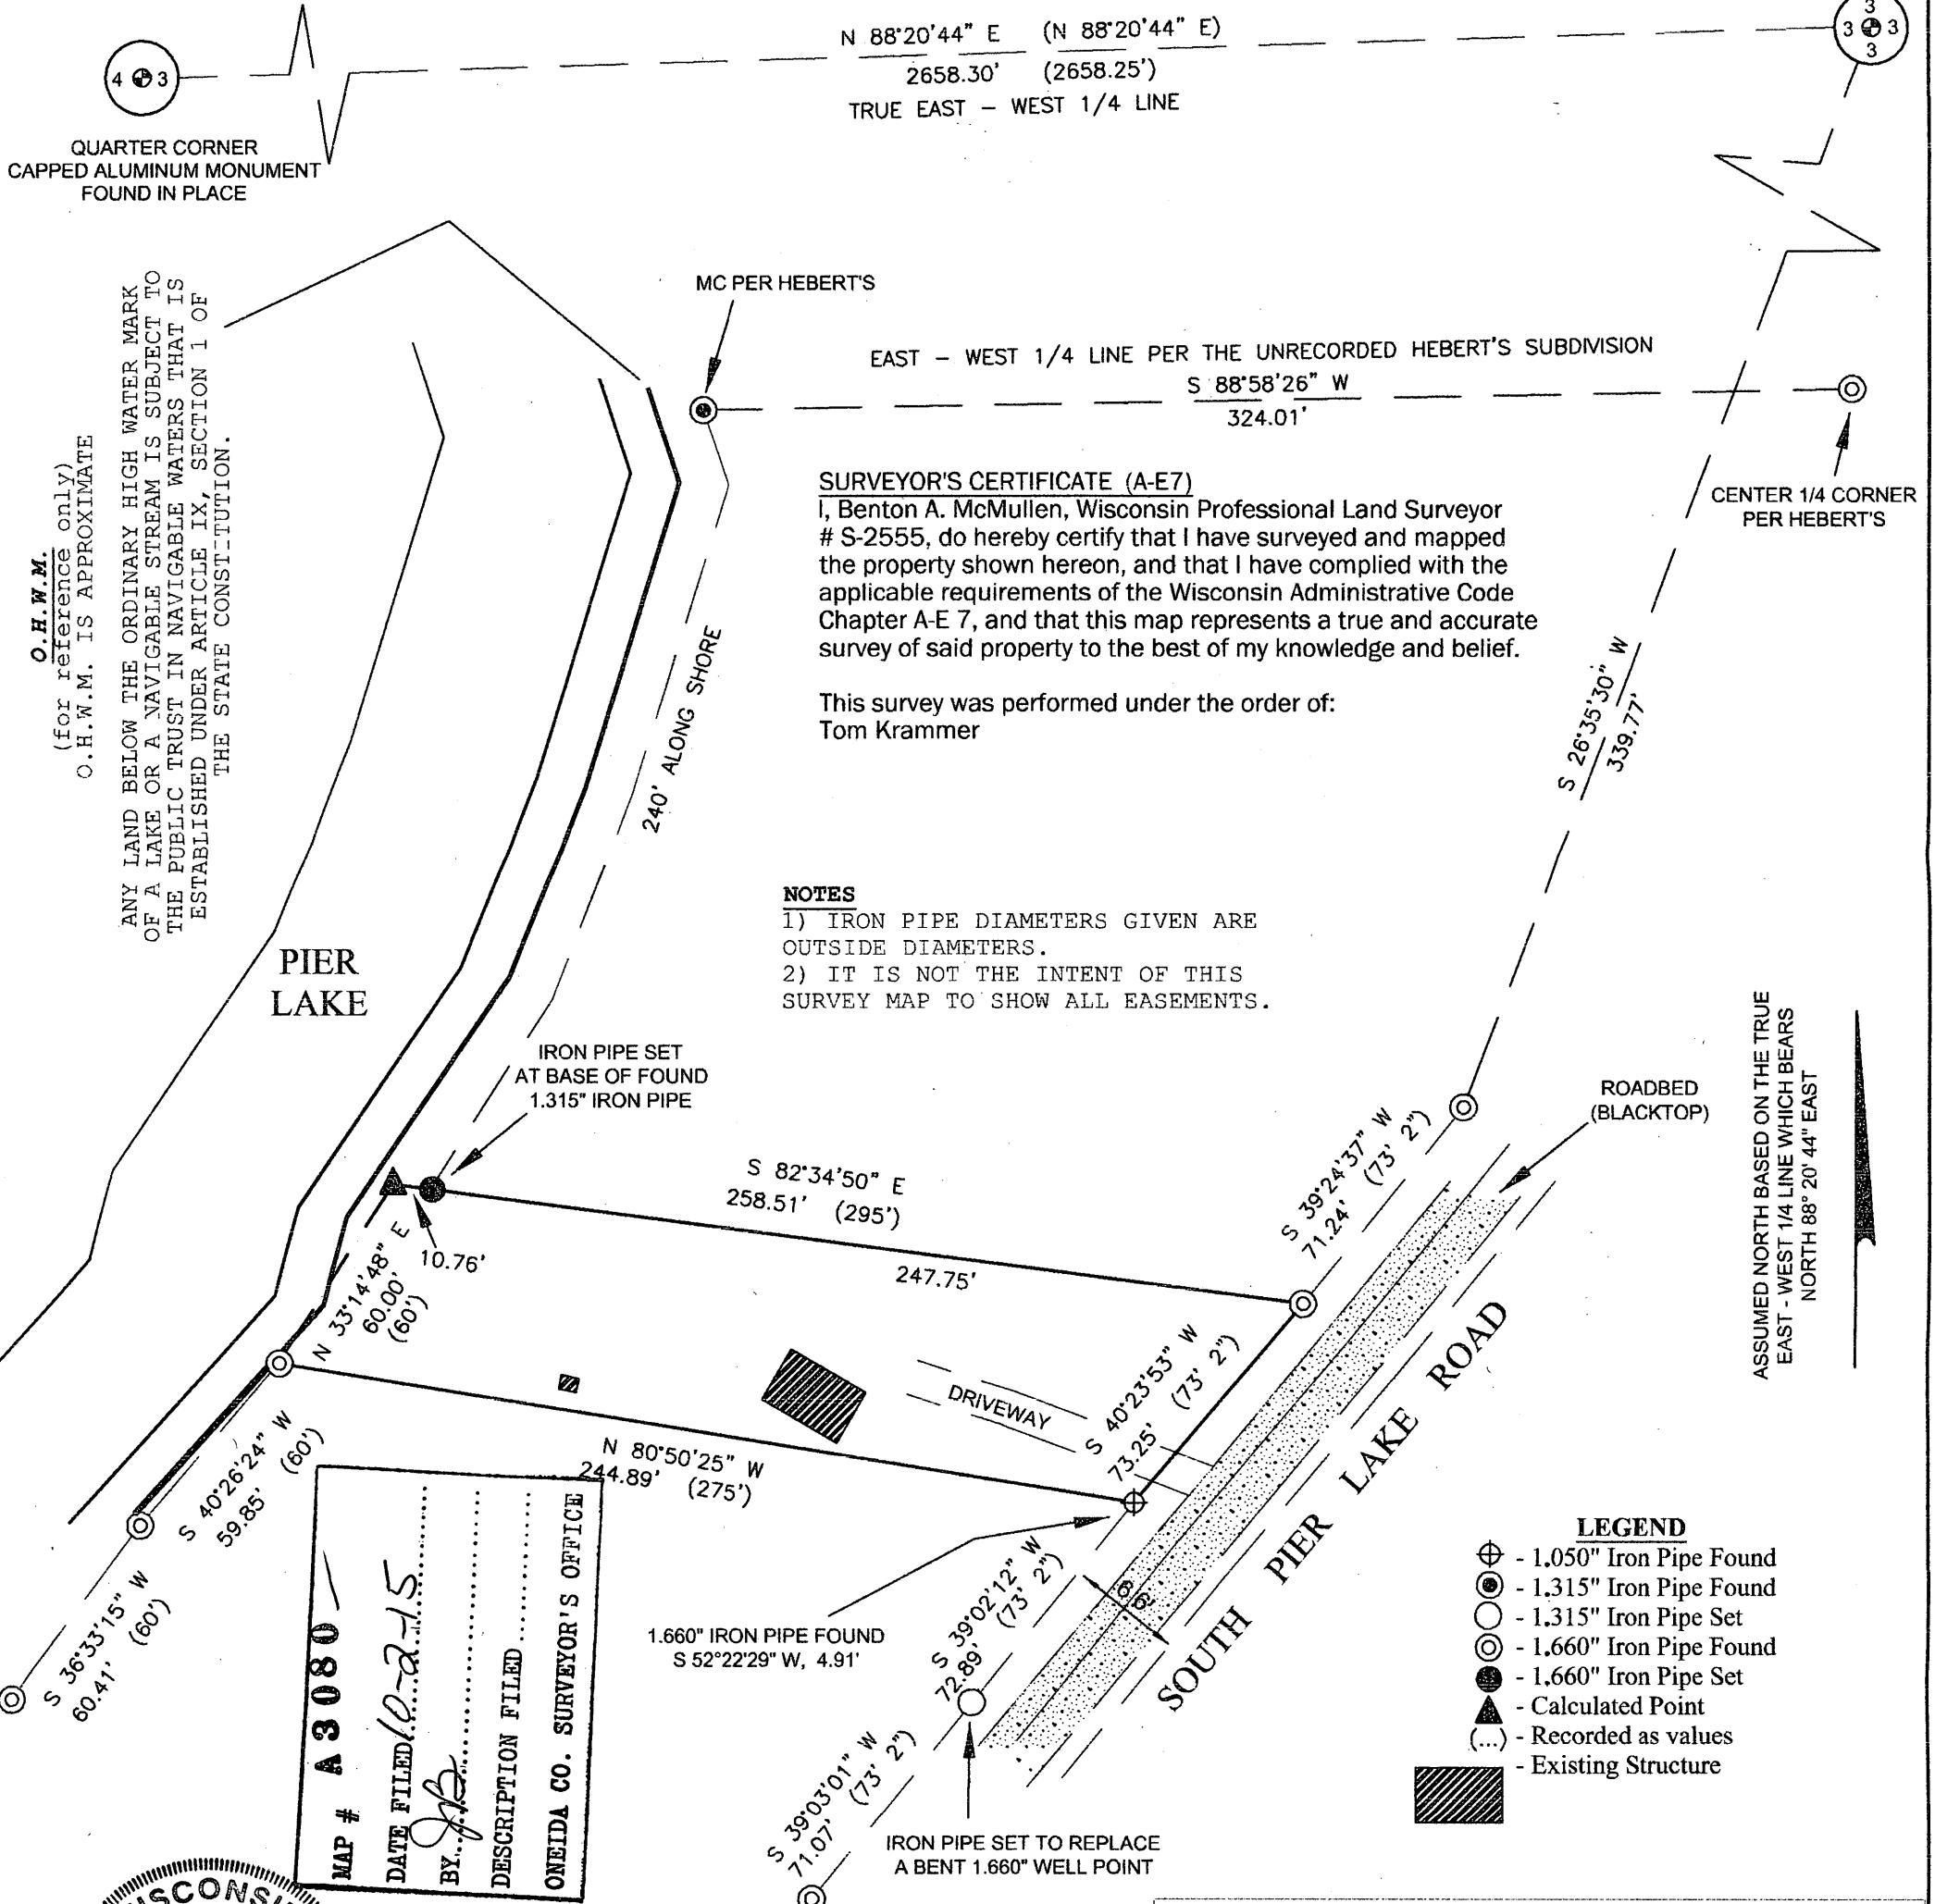 N 88°20'44" E (N 88°20'44" E)
2658.30' (2658.25')
TRUE EAST – WEST 1/4 LINE
4 3
3
3 3
3
QUARTER CORNER
CAPPED ALUMINUM MONUMENT
FOUND IN PLACE
MC PER HEBERT'S
EAST – WEST 1/4 LINE PER THE UNRECORDED HEBERT'S SUBDIVISION
S 88°58'26" W
324.01'
CENTER 1/4 CORNER
PER HEBERT'S
O.H.W.M.
(for reference only)
O.H.W.M. IS APPROXIMATE
ANY LAND BELOW THE ORDINARY HIGH WATER MARK
OF A LAKE OR A NAVIGABLE STREAM IS SUBJECT TO
THE PUBLIC TRUST IN NAVIGABLE WATERS THAT IS
ESTABLISHED UNDER ARTICLE IX, SECTION 1 OF
THE STATE CONSTITUTION.
SURVEYOR'S CERTIFICATE (A-E7)
I, Benton A. McMullen, Wisconsin Professional Land Surveyor
# S-2555, do hereby certify that I have surveyed and mapped
the property shown hereon, and that I have complied with the
applicable requirements of the Wisconsin Administrative Code
Chapter A-E 7, and that this map represents a true and accurate
survey of said property to the best of my knowledge and belief.
This survey was performed under the order of:
Tom Krammer
240' ALONG SHORE
S 26°35'30" W
339.77'
NOTES
1) IRON PIPE DIAMETERS GIVEN ARE
OUTSIDE DIAMETERS.
2) IT IS NOT THE INTENT OF THIS
SURVEY MAP TO SHOW ALL EASEMENTS.
PIER
LAKE
IRON PIPE SET
AT BASE OF FOUND
1.315" IRON PIPE
ROADBED
(BLACKTOP)
ASSUMED NORTH BASED ON THE TRUE
EAST - WEST 1/4 LINE WHICH BEARS
NORTH 88° 20' 44" EAST
S 39°24'37" W
71.24' (73' 2")
S 82°34'50" E
258.51' (295')
10.76'
247.75'
N 33°14'48" E
60.00'
(60')
S 40°23'53" W
73.25' (73' 2")
DRIVEWAY
N 80°50'25" W
244.89' (275')
S 40°26'24" W
59.85' (60')
S 36°33'15" W
60.41' (60')
SOUTH PIER LAKE ROAD
66'
1.660" IRON PIPE FOUND
S 52°22'29" W, 4.91'
S 39°02'12" W
72.89' (73' 2")
S 39°03'01" W
71.07' (73' 2")
IRON PIPE SET TO REPLACE
A BENT 1.660" WELL POINT
MAP # A3080
DATE FILED 10-2-15
BY JB
DESCRIPTION FILED
ONEIDA CO. SURVEYOR'S OFFICE
LEGEND
- 1.050" Iron Pipe Found
- 1.315" Iron Pipe Found
- 1.315" Iron Pipe Set
- 1.660" Iron Pipe Found
- 1.660" Iron Pipe Set
- Calculated Point
(...) - Recorded as values
- Existing Structure
WISCONSIN